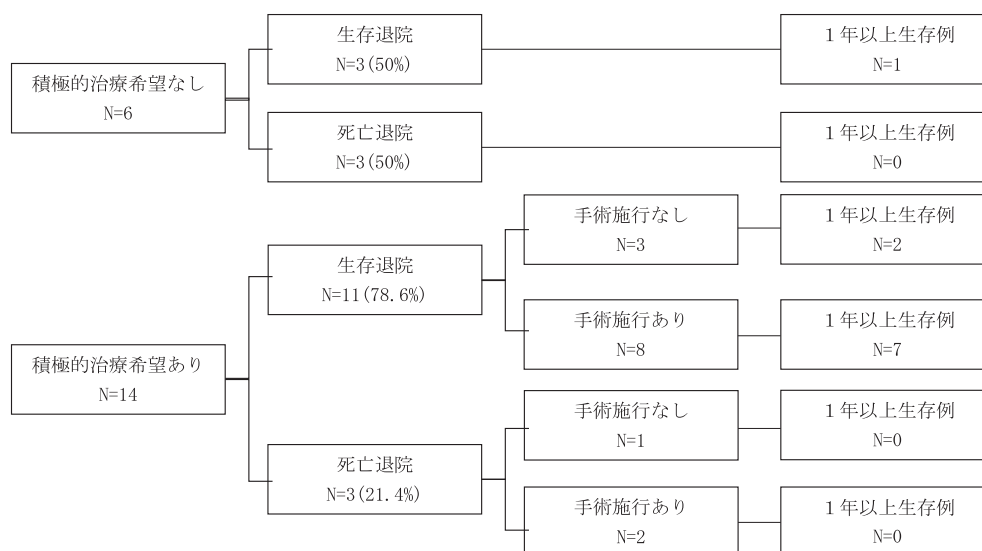 積極的治療希望なし
N=6
生存退院
N=3(50%)
1年以上生存例
N=1
死亡退院
N=3(50%)
1年以上生存例
N=0
積極的治療希望あり
N=14
生存退院
N=11(78.6%)
手術施行なし
N=3
1年以上生存例
N=2
手術施行あり
N=8
1年以上生存例
N=7
死亡退院
N=3(21.4%)
手術施行なし
N=1
1年以上生存例
N=0
手術施行あり
N=2
1年以上生存例
N=0